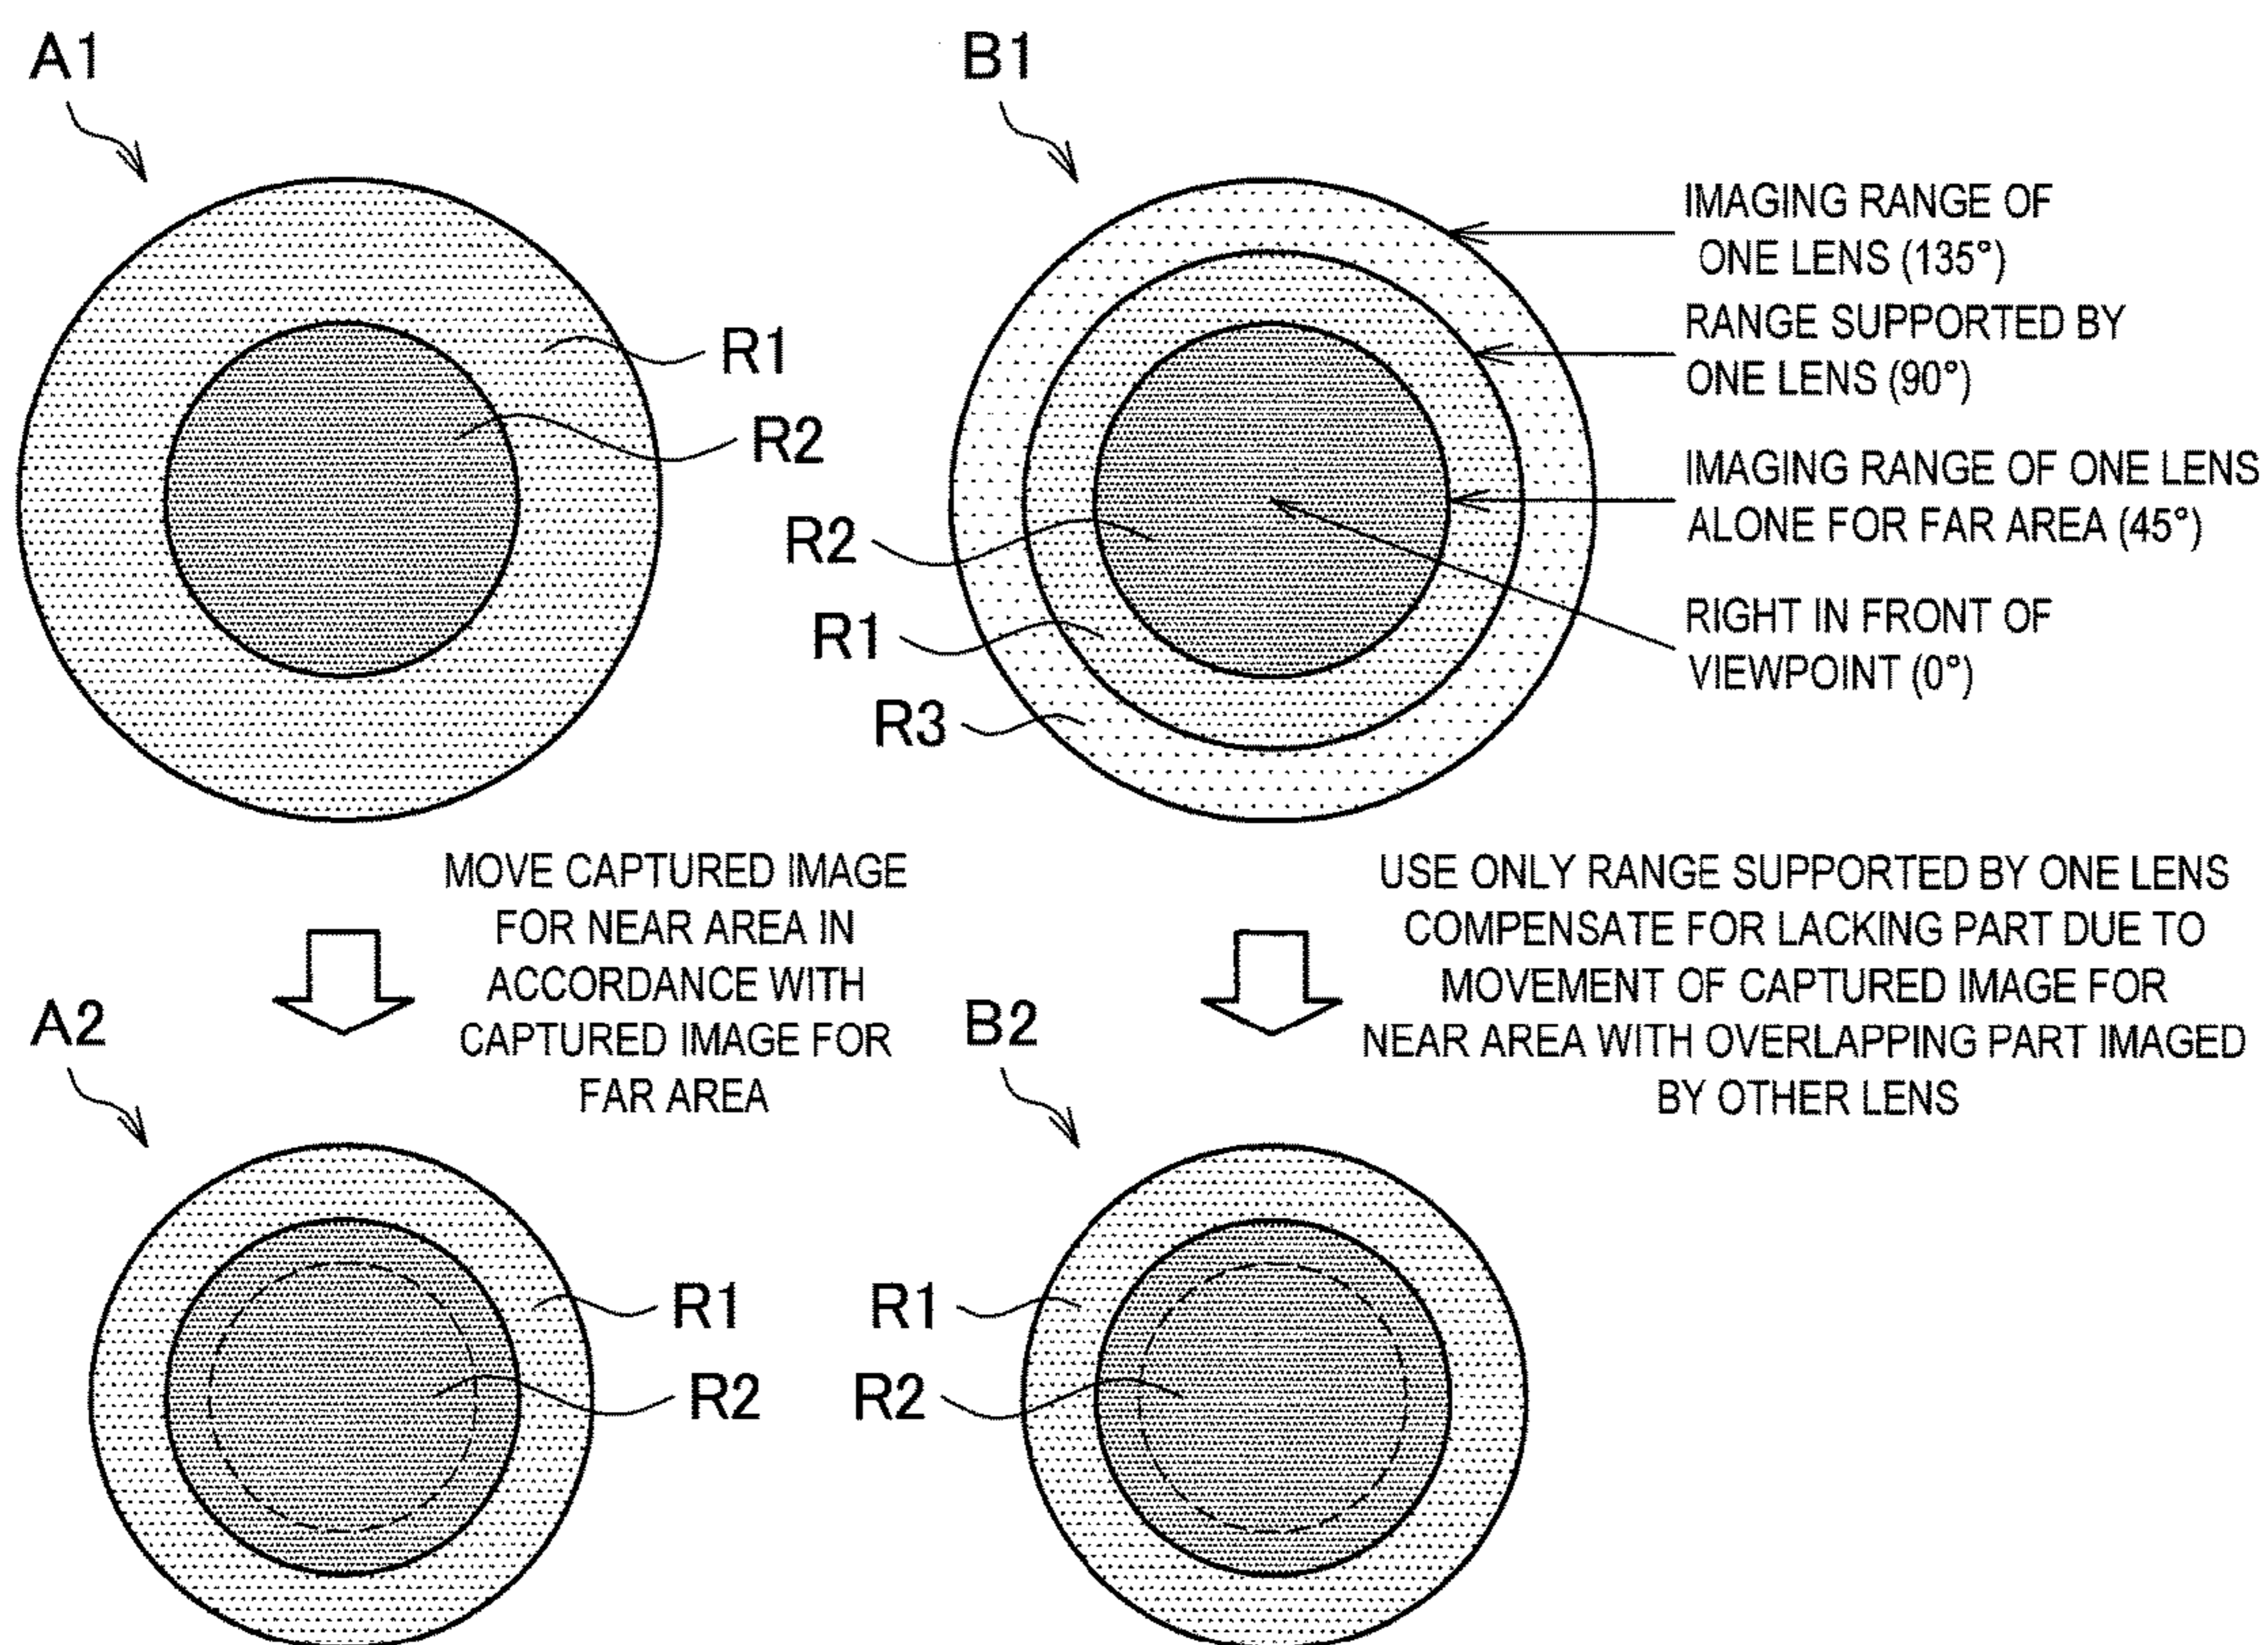 A1
B1
IMAGING RANGE OF
ONE LENS (135°)
RANGE SUPPORTED BY
ONE LENS (90°)
R1
R2
IMAGING RANGE OF ONE LENS
ALONE FOR FAR AREA (45°)
R2
RIGHT IN FRONT OF
VIEWPOINT (0°)
R1
R3
MOVE CAPTURED IMAGE
FOR NEAR AREA IN
ACCORDANCE WITH
CAPTURED IMAGE FOR
FAR AREA
USE ONLY RANGE SUPPORTED BY ONE LENS
COMPENSATE FOR LACKING PART DUE TO
MOVEMENT OF CAPTURED IMAGE FOR
NEAR AREA WITH OVERLAPPING PART IMAGED
BY OTHER LENS
A2
B2
R1
R2
R1
R2